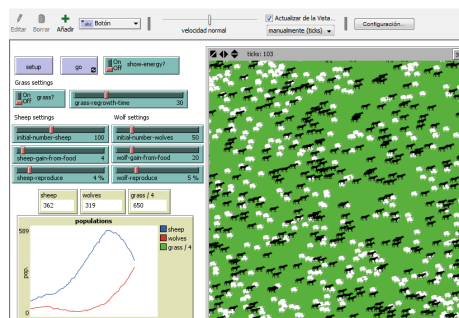 Editar Borrar Añadir abc Botón velocidad normal Actualizar de la Vista...
manualmente (ticks) Configuración...
ticks: 103
setup go On Off show-energy?
Grass settings
On Off grass? grass-regrowth-time 30
Sheep settings Wolf settings
initial-number-sheep 100 initial-number-wolves 50
sheep-gain-from-food 4 wolf-gain-from-food 20
sheep-reproduce 4 % wolf-reproduce 5 %
sheep wolves grass / 4
362 319 650
populations
589
pop.
0
sheep
wolves
grass / 4